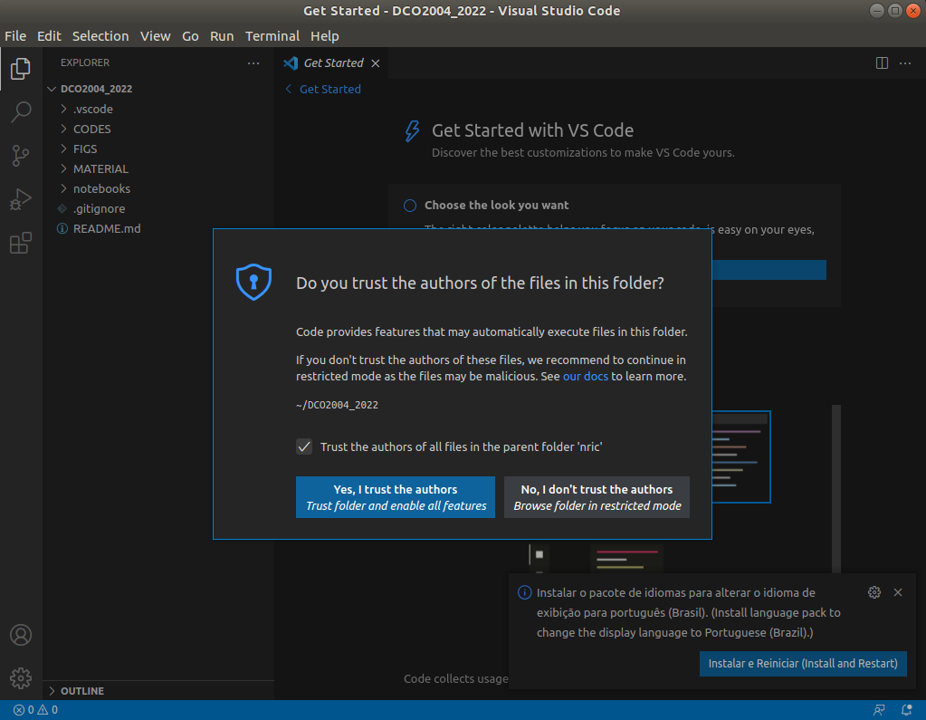 Get Started - DCO2004_2022 - Visual Studio Code
File Edit Selection View Go Run Terminal Help
EXPLORER
DCO2004_2022
.vscode
CODES
FIGS
MATERIAL
notebooks
.gitignore
README.md
OUTLINE
Get Started
Get Started
Get Started with VS Code
Discover the best customizations to make VS Code yours.
Choose the look you want
The right color palette helps you focus on your code, is easy on your eyes,
Do you trust the authors of the files in this folder?
Code provides features that may automatically execute files in this folder.
If you don't trust the authors of these files, we recommend to continue in
restricted mode as the files may be malicious. See our docs to learn more.
~/DCO2004_2022
Trust the authors of all files in the parent folder 'nric'
Yes, I trust the authors
Trust folder and enable all features
No, I don't trust the authors
Browse folder in restricted mode
Instalar o pacote de idiomas para alterar o idioma de
exibição para português (Brasil). (Install language pack to
change the display language to Portuguese (Brazil).)
Instalar e Reiniciar (Install and Restart)
Code collects usage
0 0